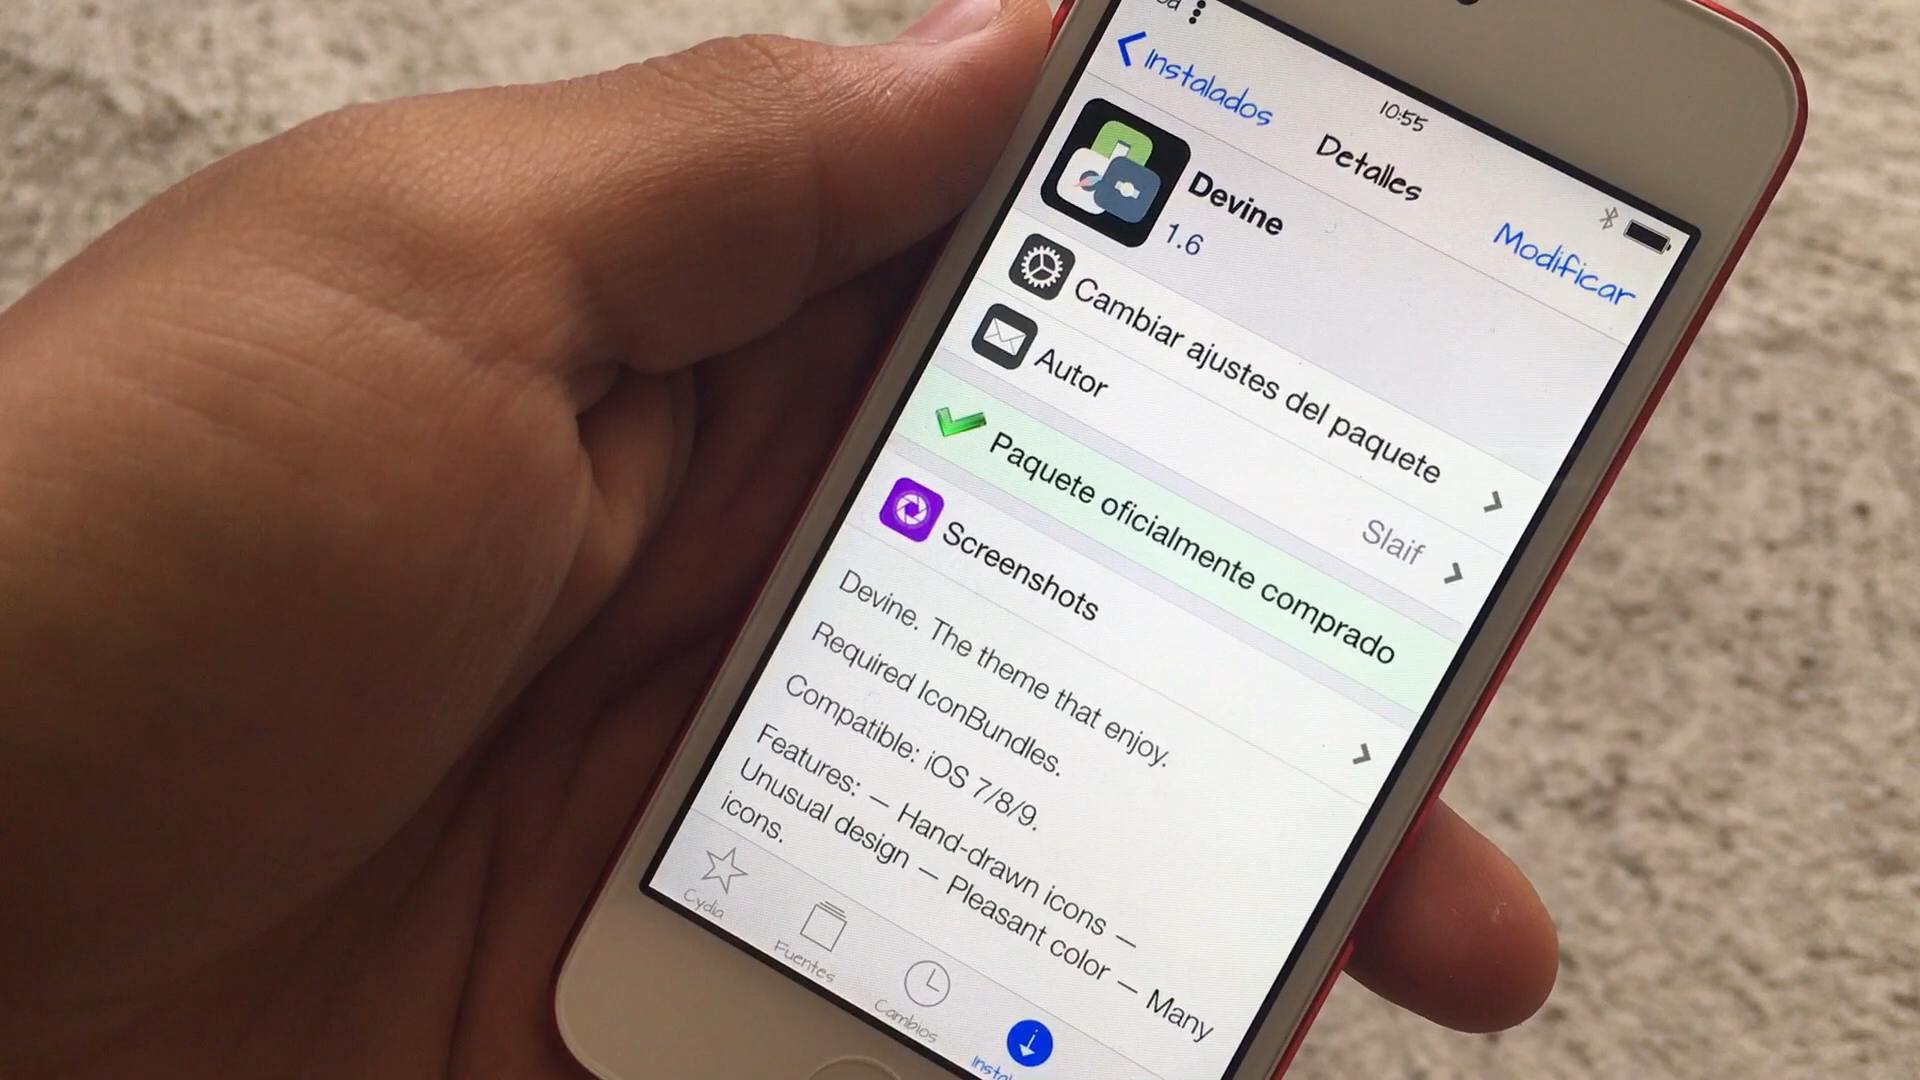 10:55
Instalados
Detalles
Modificar
Devine
1.6
Cambiar ajustes del paquete
Autor
Slaif
Paquete oficialmente comprado
Screenshots
Devine. The theme that enjoy.
Required IconBundles.
Compatible: iOS 7/8/9.
Features: – Hand-drawn icons –
Unusual design – Pleasant color – Many
icons.
Cydia
Fuentes
Cambios